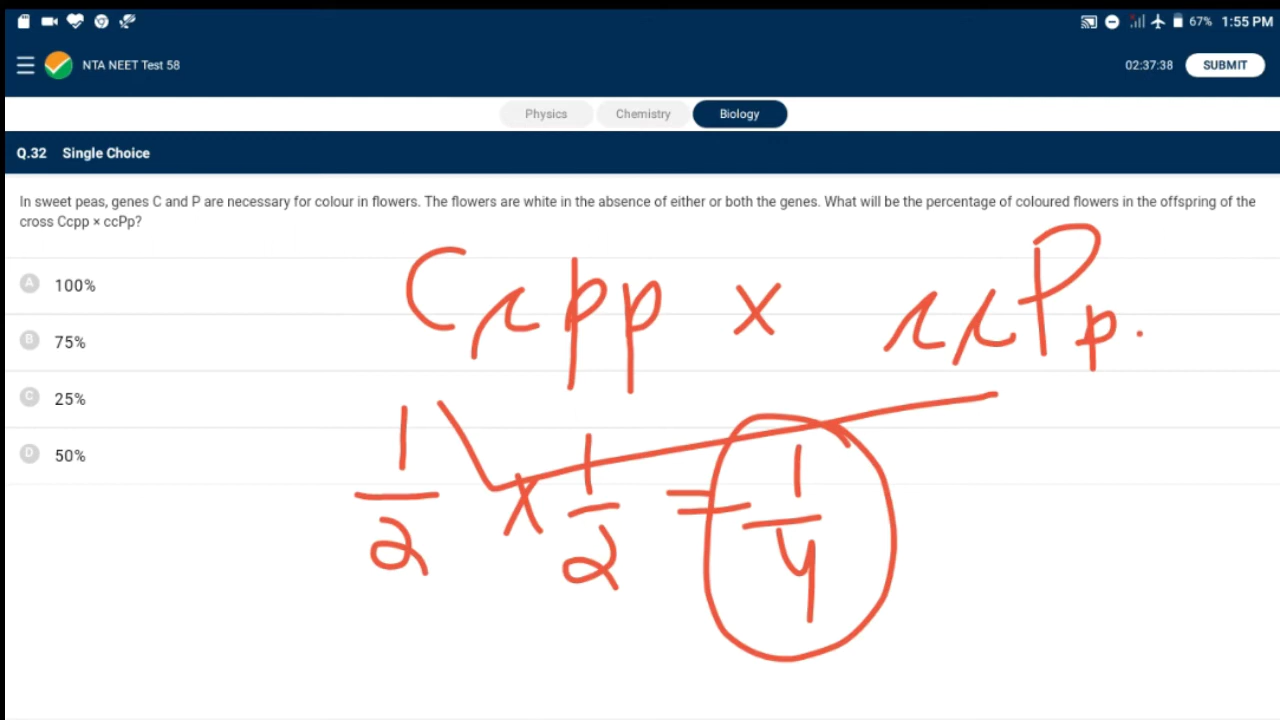 67% 1:55 PM
NTA NEET Test 58 02:37:38 SUBMIT
Physics Chemistry Biology
Q.32 Single Choice
In sweet peas, genes C and P are necessary for colour in flowers. The flowers are white in the absence of either or both the genes. What will be the percentage of coloured flowers in the offspring of the
cross Ccpp × ccPp?
A 100%
B 75%
C 25%
D 50%
Ccpp × ccPp.
1/2 × 1/2 = 1/4